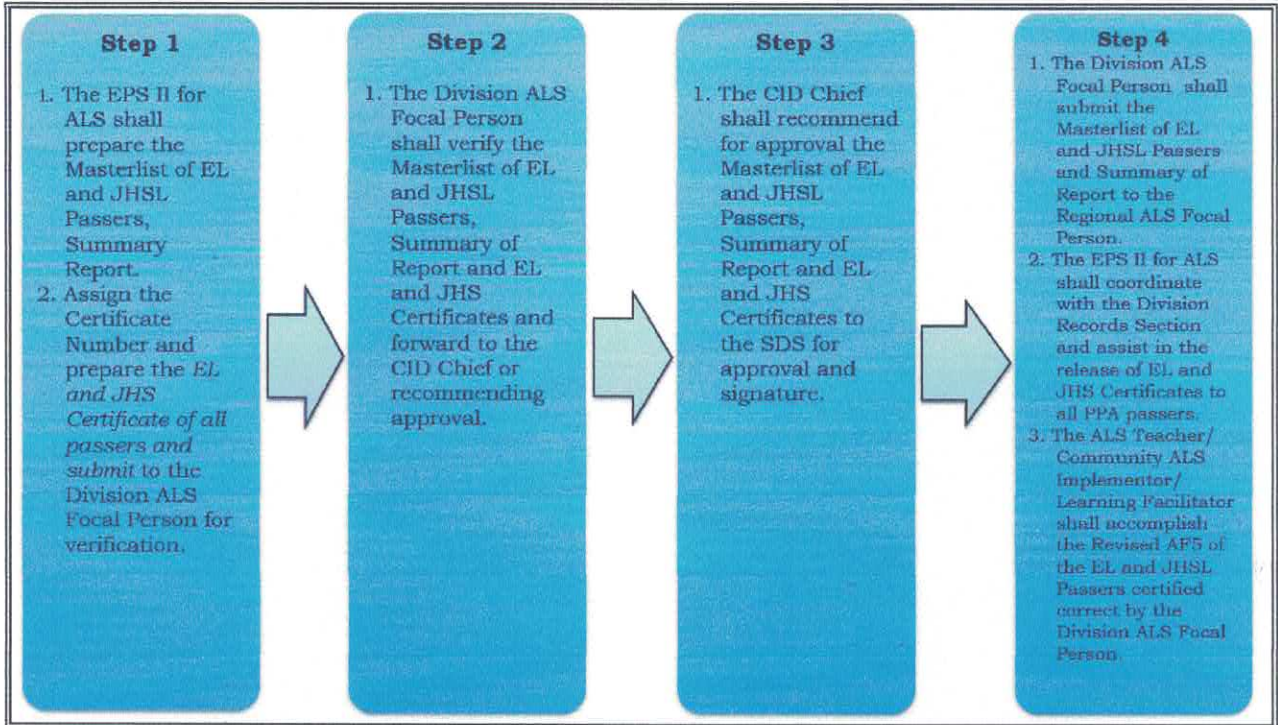 Step 1
1. The EPS II for
ALS shall
prepare the
Masterlist of EL
and JHSL
Passers,
Summary
Report.
2. Assign the
Certificate
Number and
prepare the EL
and JHS
Certificate of all
passers and
submit to the
Division ALS
Focal Person for
verification.
Step 2
1. The Division ALS
Focal Person
shall verify the
Masterlist of EL
and JHSL
Passers,
Summary of
Report and EL
and JHS
Certificates and
forward to the
CID Chief or
recommending
approval.
Step 3
1. The CID Chief
shall recommend
for approval the
Masterlist of EL
and JHSL
Passers,
Summary of
Report and EL
and JHS
Certificates to
the SDS for
approval and
signature.
Step 4
1. The Division ALS
Focal Person shall
submit the
Masterlist of EL
and JHSL Passers
and Summary of
Report to the
Regional ALS Focal
Person.
2. The EPS II for ALS
shall coordinate
with the Division
Records Section
and assist in the
release of EL and
JHS Certificates to
all PPA passers.
3. The ALS Teacher/
Community ALS
Implementor/
Learning Facilitator
shall accomplish
the Revised AF5 of
the EL and JHSL
Passers certified
correct by the
Division ALS Focal
Person.